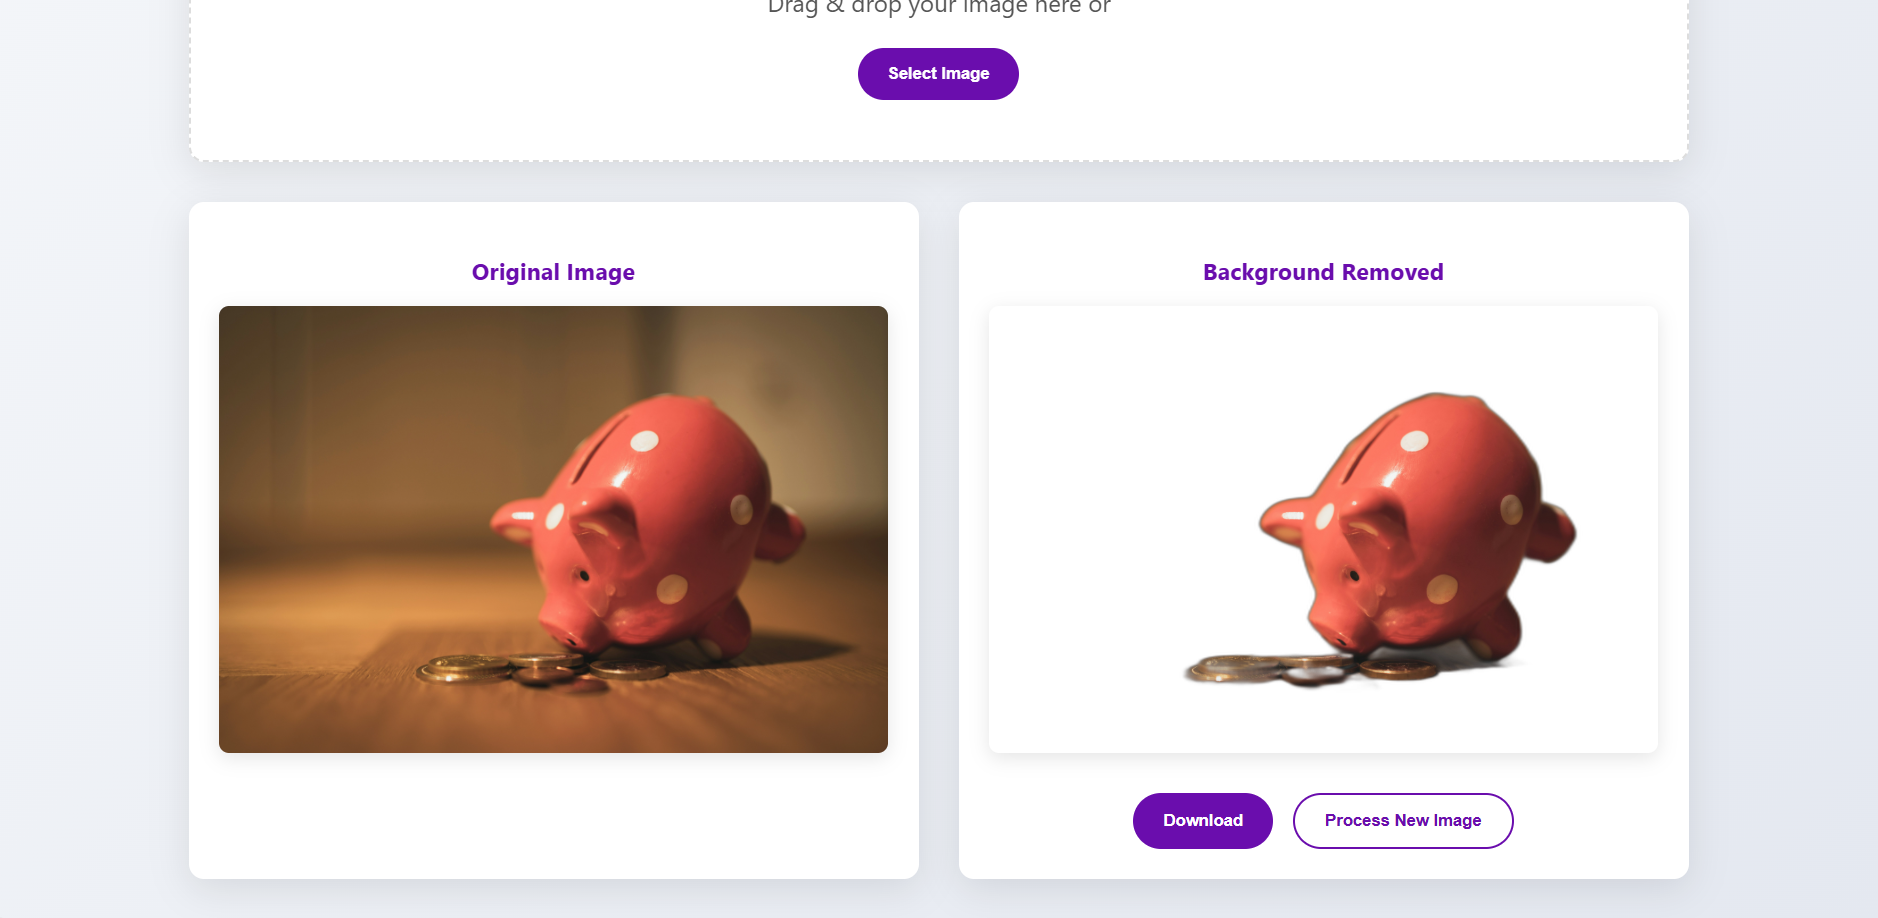 Drag & drop your image here or
Select Image
Original Image
Background Removed
Download
Process New Image